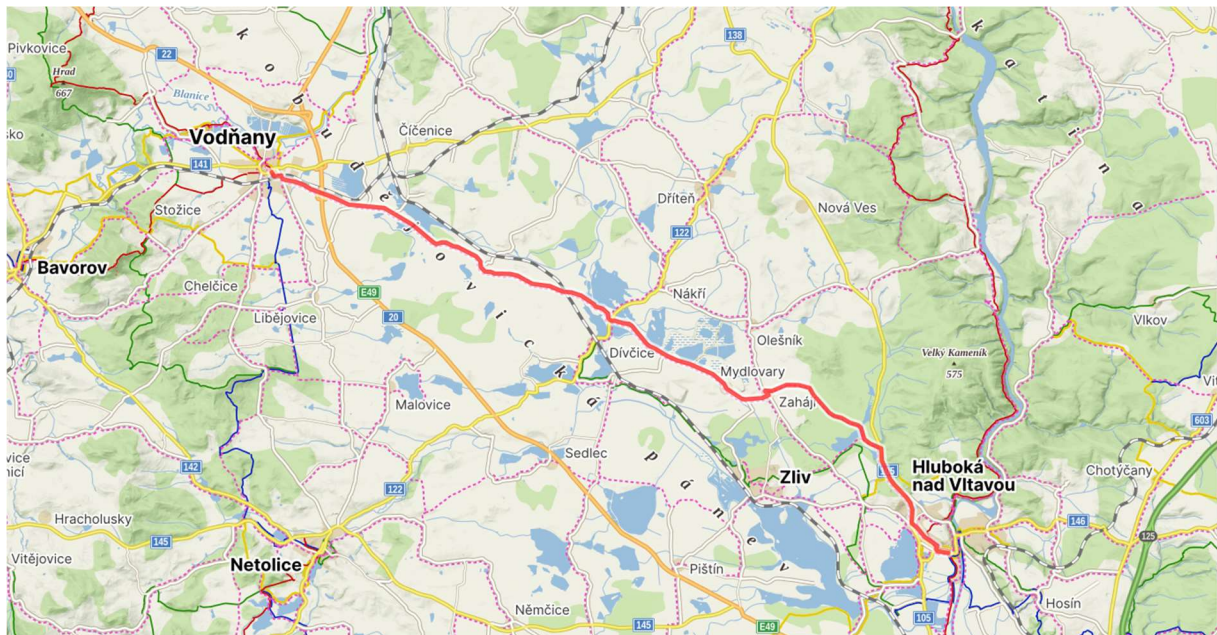 Pivkovice
22
138
Hrad
667
Blanice
Vodňany
Číčenice
141
Stožice
Dříteň
Nová Ves
122
Bavorov
Chelčice
E49
20
Libějovice
Nákří
Vlkov
Olešník
Velký Kameník
575
Dívčice
Mydlovary
Malovice
Zaháj
603
142
Sedlec
Hluboká
nad Vltavou
Chotýčany
Zliv
122
Hracholusky
146
145
125
Vitějovice
Netolice
Pištín
Němčice
Hosín
145
E49
105
k o b u d ě j o v i c k á p á n e v
k a t i n a